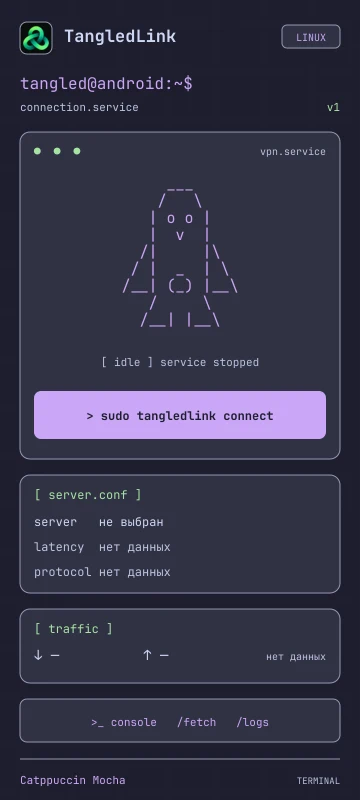 TangledLink LINUX
tangled@android:~$
connection.service v1
vpn.service
[ idle ] service stopped
> sudo tangledlink connect
[ server.conf ]
server не выбран
latency нет данных
protocol нет данных
[ traffic ]
↓ — ↑ — нет данных
>_ console /fetch /logs
Catppuccin Mocha TERMINAL